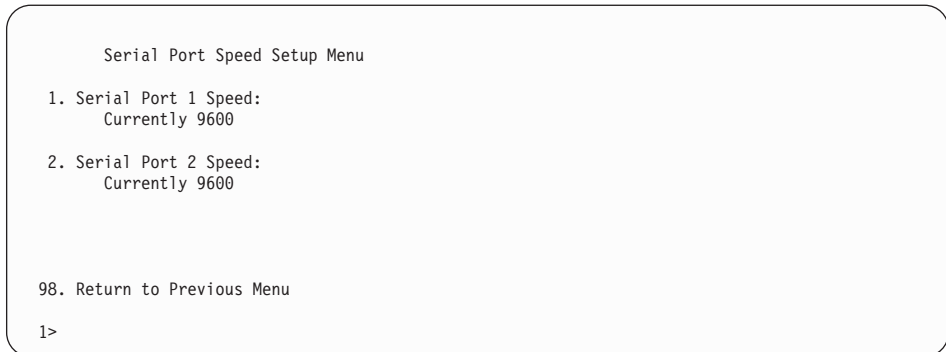 Serial Port Speed Setup Menu
1. Serial Port 1 Speed:
Currently 9600
2. Serial Port 2 Speed:
Currently 9600
98. Return to Previous Menu
1>